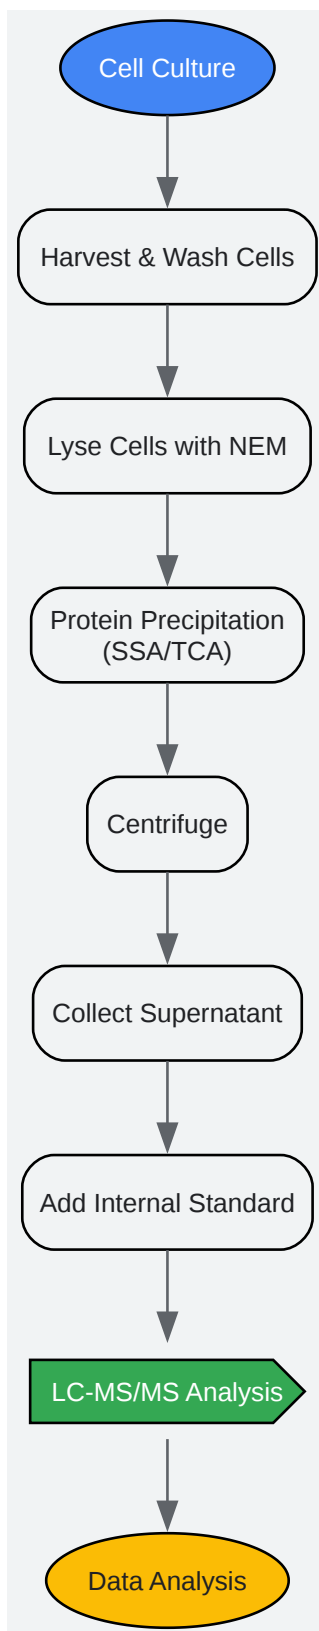 Cell Culture
Harvest & Wash Cells
Lyse Cells with NEM
Protein Precipitation
(SSA/TCA)
Centrifuge
Collect Supernatant
Add Internal Standard
LC-MS/MS Analysis
Data Analysis